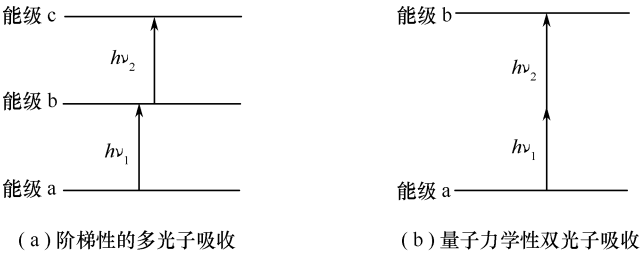 能级 c
hν₂
能级 b
hν₁
能级 a
(a)阶梯性的多光子吸收
能级 b
hν₂
hν₁
能级 a
(b)量子力学性双光子吸收